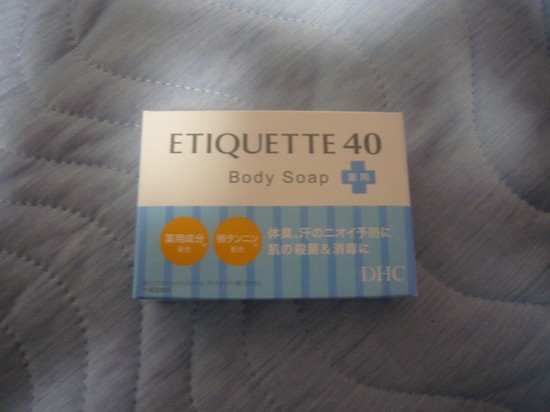 ETIQUETTE 40
Body Soap 薬用
薬用成分*
配合
柿タンニン*
配合
体臭、汗のニオイ予防に
肌の殺菌&消毒に
DHC